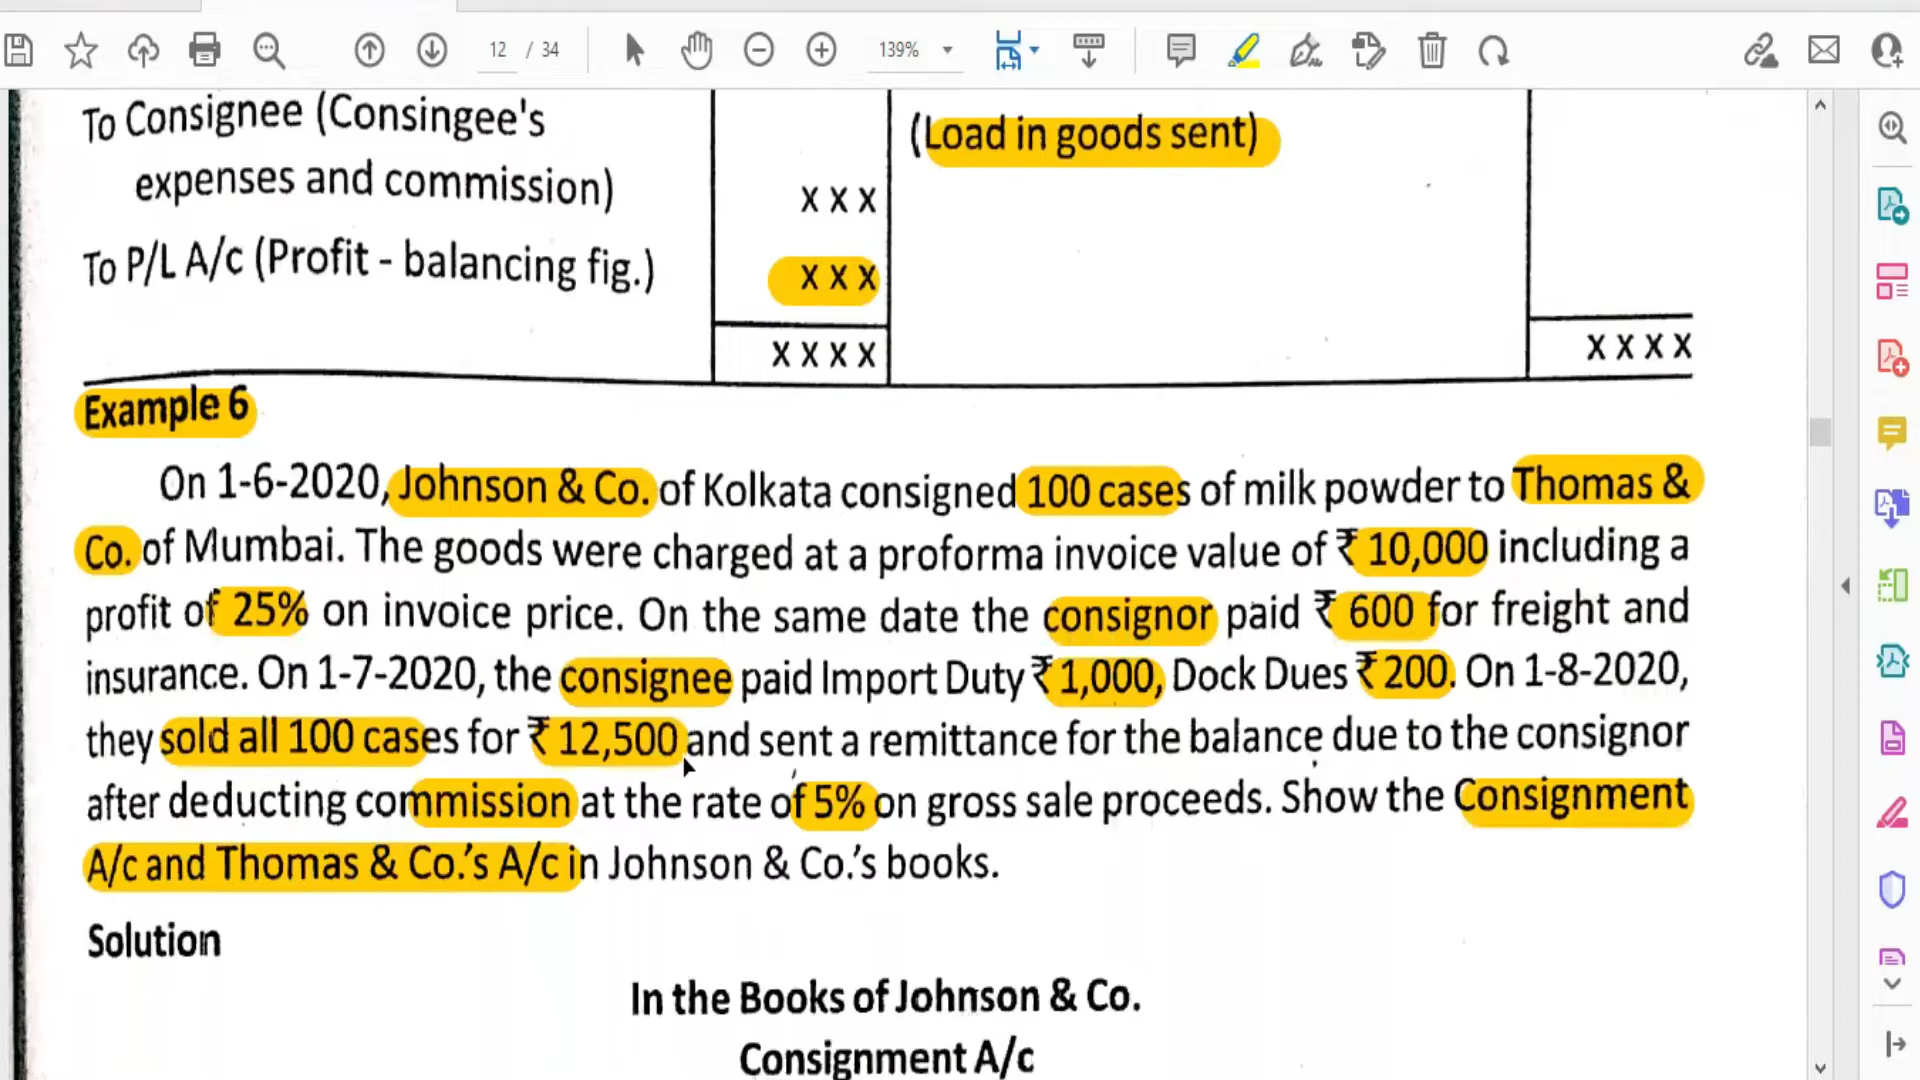 12 / 34
139%
To Consignee (Consingee's
(Load in goods sent)
expenses and commission)
X X X
To P/L A/c (Profit - balancing fig.)
X X X
X X X X
X X X X
Example 6
On 1-6-2020, Johnson & Co. of Kolkata consigned 100 cases of milk powder to Thomas &
Co. of Mumbai. The goods were charged at a proforma invoice value of ₹ 10,000 including a
profit of 25% on invoice price. On the same date the consignor paid ₹ 600 for freight and
insurance. On 1-7-2020, the consignee paid Import Duty ₹ 1,000, Dock Dues ₹ 200. On 1-8-2020,
they sold all 100 cases for ₹ 12,500 and sent a remittance for the balance due to the consignor
after deducting commission at the rate of 5% on gross sale proceeds. Show the Consignment
A/c and Thomas & Co.'s A/c in Johnson & Co.'s books.
Solution
In the Books of Johnson & Co.
Consignment A/c